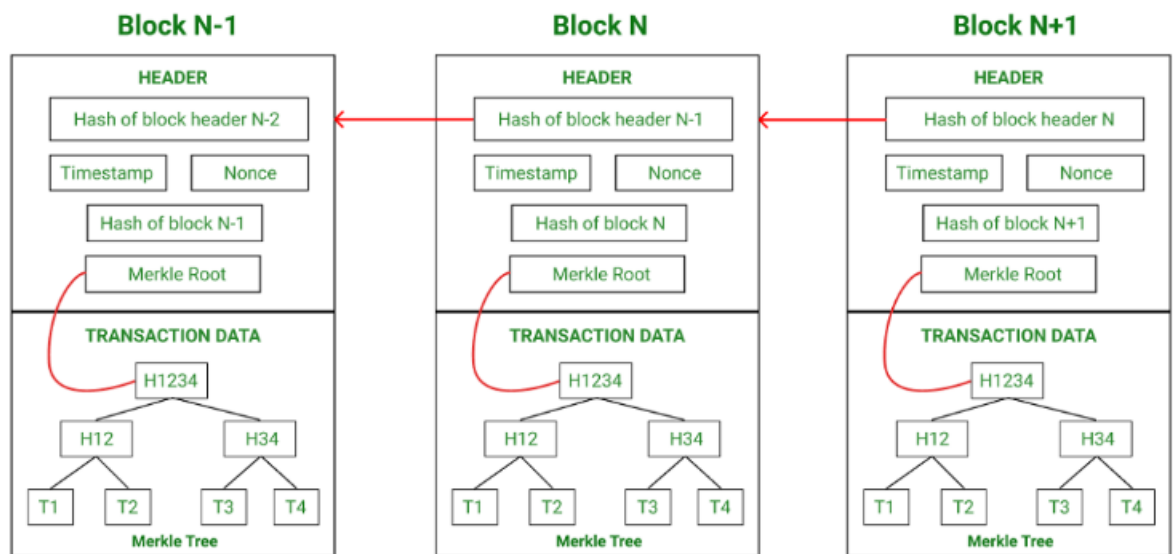 Block N-1
HEADER
Hash of block header N-2
Timestamp
Nonce
Hash of block N-1
Merkle Root
TRANSACTION DATA
H1234
H12
H34
T1
T2
T3
T4
Merkle Tree
Block N
HEADER
Hash of block header N-1
Timestamp
Nonce
Hash of block N
Merkle Root
TRANSACTION DATA
H1234
H12
H34
T1
T2
T3
T4
Merkle Tree
Block N+1
HEADER
Hash of block header N
Timestamp
Nonce
Hash of block N+1
Merkle Root
TRANSACTION DATA
H1234
H12
H34
T1
T2
T3
T4
Merkle Tree